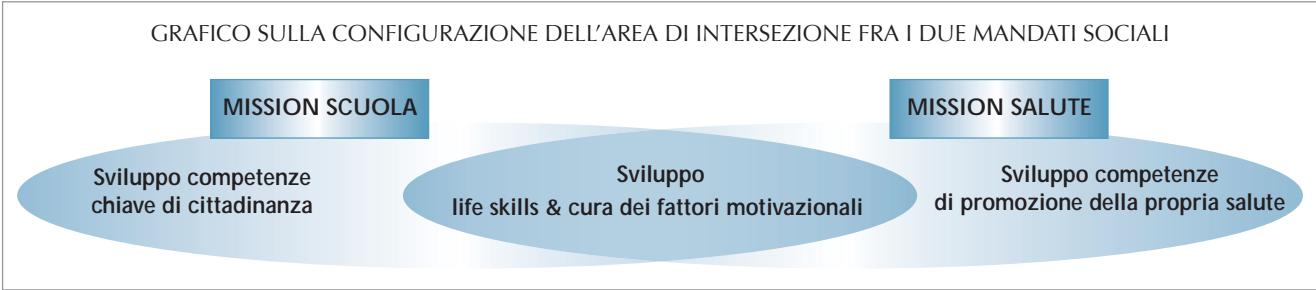 GRAFICO SULLA CONFIGURAZIONE DELL'AREA DI INTERSEZIONE FRA I DUE MANDATI SOCIALI
MISSION SCUOLA
MISSION SALUTE
Sviluppo competenze
chiave di cittadinanza
Sviluppo
life skills & cura dei fattori motivazionali
Sviluppo competenze
di promozione della propria salute